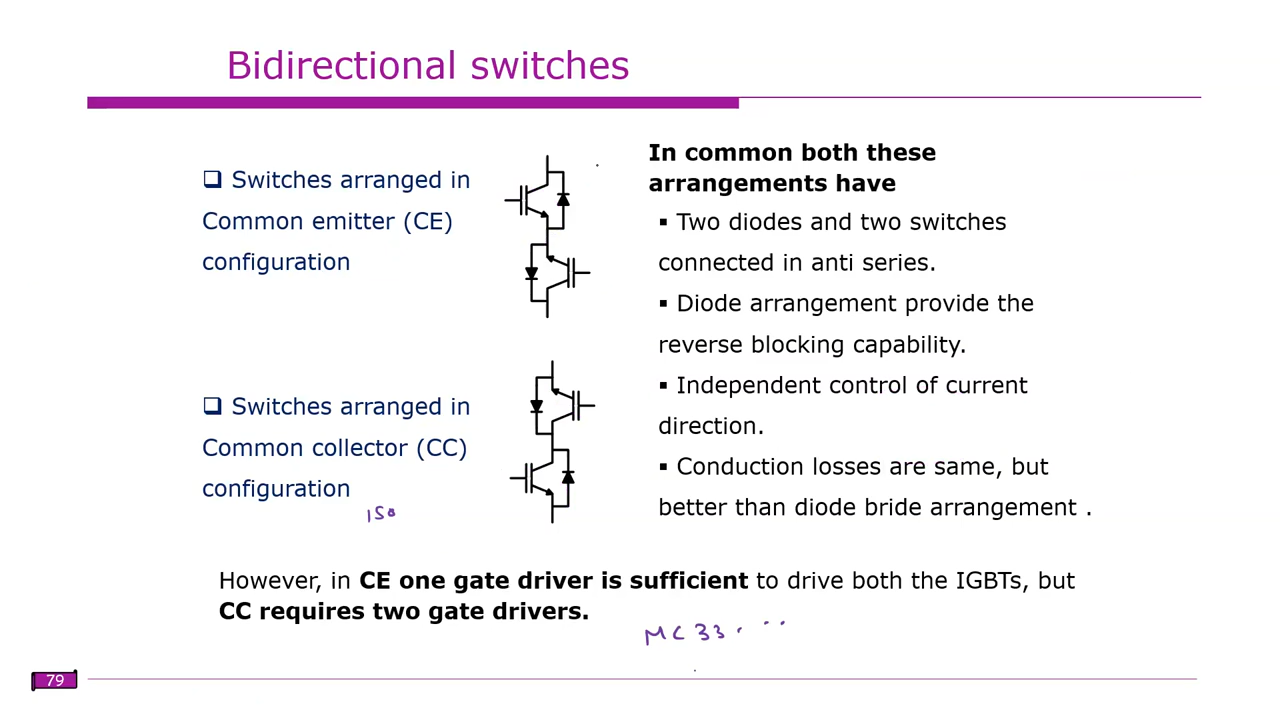 Bidirectional switches
❑ Switches arranged in
Common emitter (CE)
configuration
❑ Switches arranged in
Common collector (CC)
configuration
In common both these
arrangements have
▪ Two diodes and two switches
connected in anti series.
▪ Diode arrangement provide the
reverse blocking capability.
▪ Independent control of current
direction.
▪ Conduction losses are same, but
better than diode bride arrangement .
However, in CE one gate driver is sufficient to drive both the IGBTs, but
CC requires two gate drivers.
MC 33
79